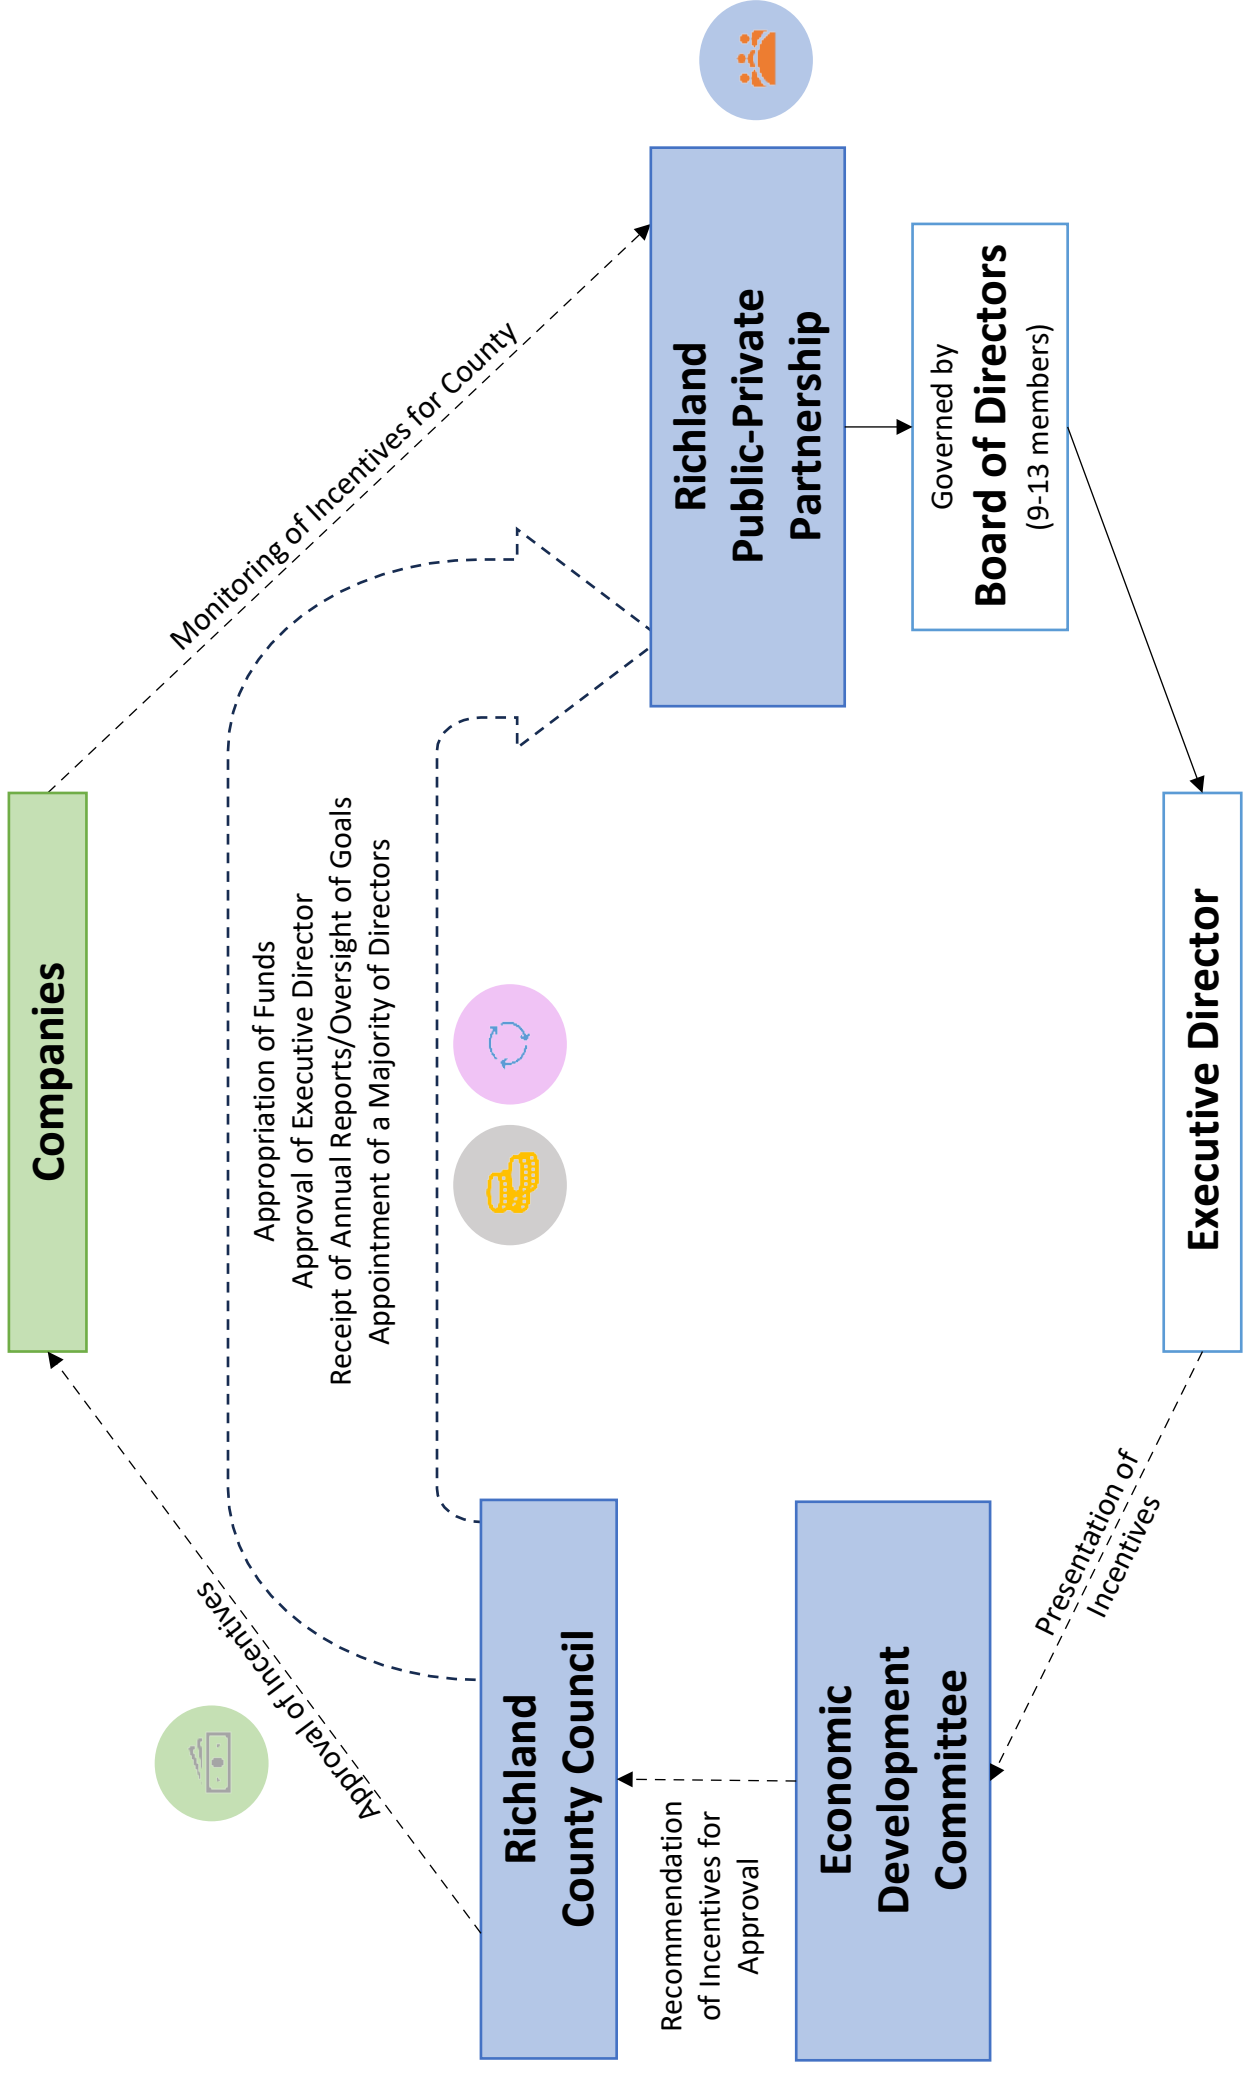 Companies
Approval of Incentives
Monitoring of Incentives for County
Appropriation of Funds
Approval of Executive Director
Receipt of Annual Reports/Oversight of Goals
Appointment of a Majority of Directors
Richland
County Council
Richland
Public-Private
Partnership
Recommendation
of Incentives for
Approval
Economic
Development
Committee
Governed by
Board of Directors
(9-13 members)
Presentation of
Incentives
Executive Director